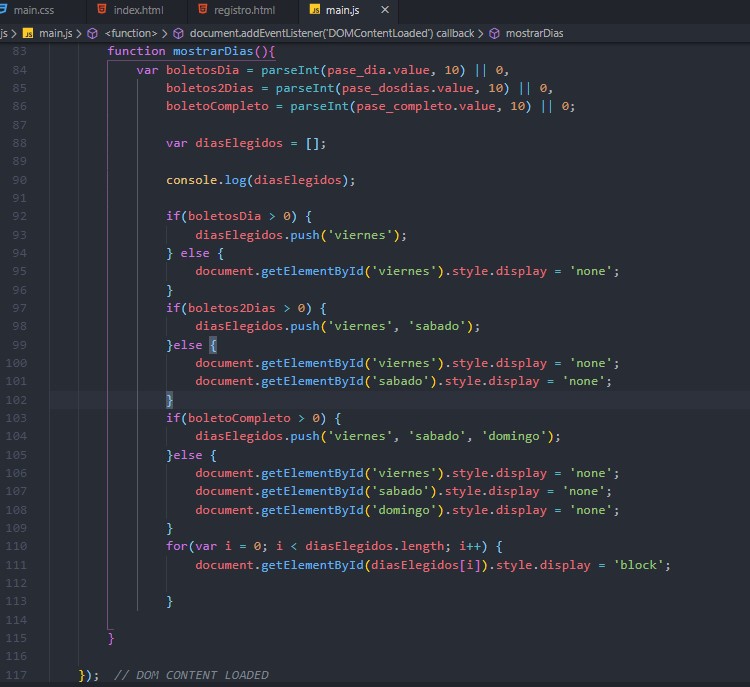 main.css index.html registro.html JS main.js ×
js > JS main.js > <function> > document.addEventListener('DOMContentLoaded') callback > mostrarDias
83 function mostrarDias(){
84 var boletosDia = parseInt(pase_dia.value, 10) || 0,
85 boletos2Dias = parseInt(pase_dosdias.value, 10) || 0,
86 boletoCompleto = parseInt(pase_completo.value, 10) || 0;
87
88 var diasElegidos = [];
89
90 console.log(diasElegidos);
91
92 if(boletosDia > 0) {
93 diasElegidos.push('viernes');
94 } else {
95 document.getElementById('viernes').style.display = 'none';
96 }
97 if(boletos2Dias > 0) {
98 diasElegidos.push('viernes', 'sabado');
99 }else {
100 document.getElementById('viernes').style.display = 'none';
101 document.getElementById('sabado').style.display = 'none';
102 }
103 if(boletoCompleto > 0) {
104 diasElegidos.push('viernes', 'sabado', 'domingo');
105 }else {
106 document.getElementById('viernes').style.display = 'none';
107 document.getElementById('sabado').style.display = 'none';
108 document.getElementById('domingo').style.display = 'none';
109 }
110 for(var i = 0; i < diasElegidos.length; i++) {
111 document.getElementById(diasElegidos[i]).style.display = 'block';
112
113 }
114
115 }
116
117 }); // DOM CONTENT LOADED